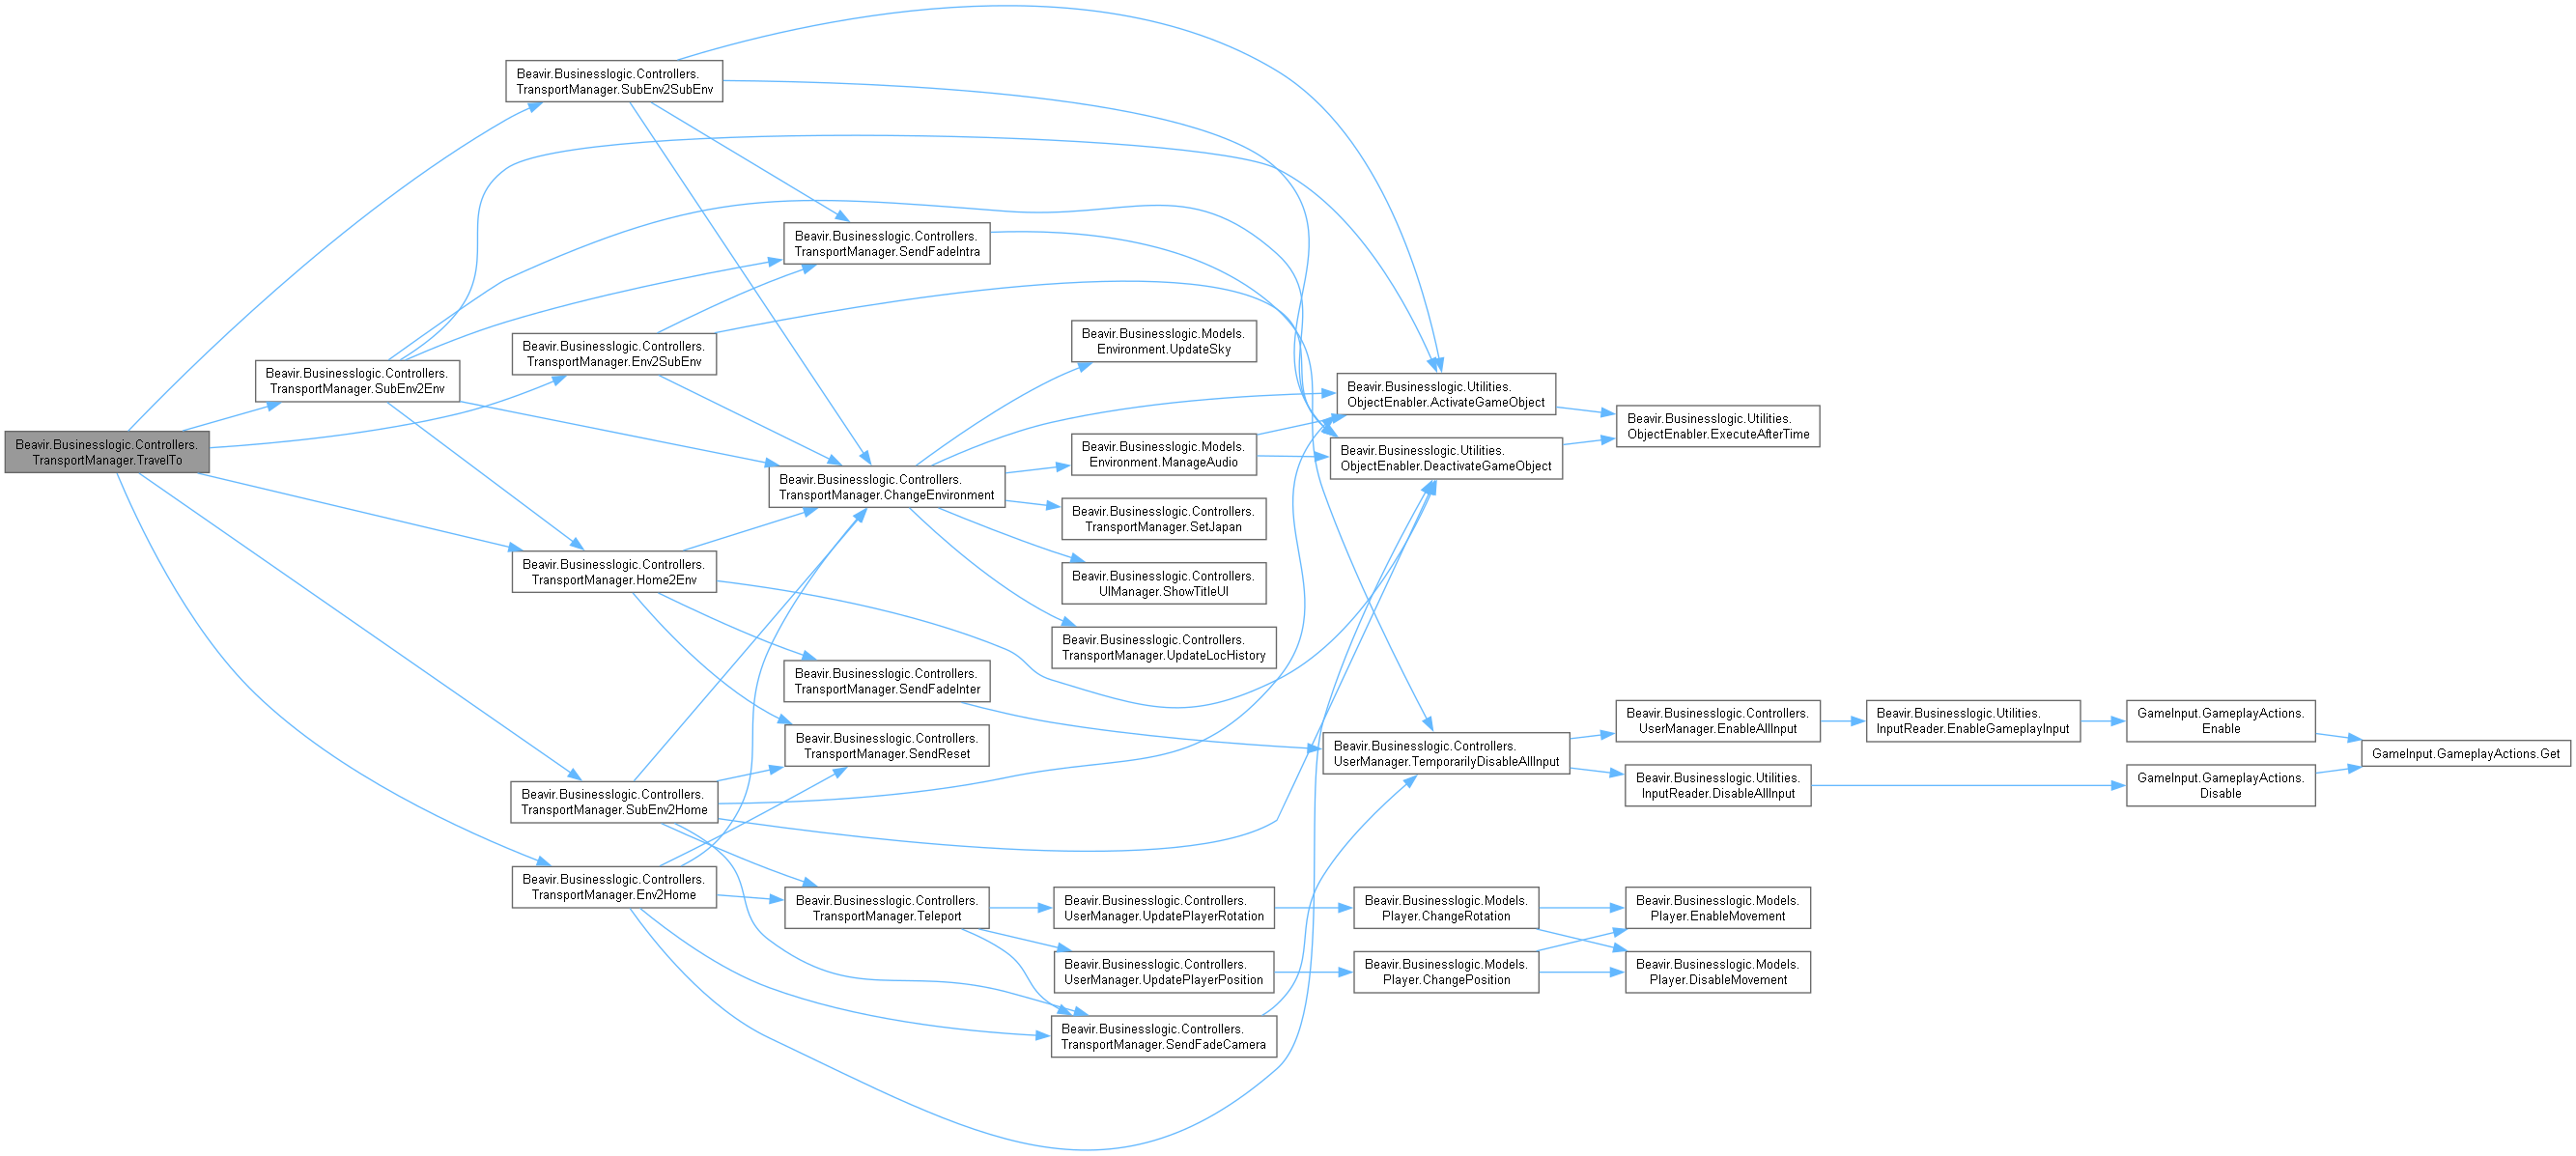 Beavir.Businesslogic.Controllers.
TransportManager.TravelTo
Beavir.Businesslogic.Controllers.
TransportManager.SubEnv2Env
Beavir.Businesslogic.Controllers.
TransportManager.SubEnv2SubEnv
Beavir.Businesslogic.Controllers.
TransportManager.Env2SubEnv
Beavir.Businesslogic.Controllers.
TransportManager.Home2Env
Beavir.Businesslogic.Controllers.
TransportManager.SubEnv2Home
Beavir.Businesslogic.Controllers.
TransportManager.Env2Home
Beavir.Businesslogic.Controllers.
TransportManager.SendFadeIntra
Beavir.Businesslogic.Controllers.
TransportManager.ChangeEnvironment
Beavir.Businesslogic.Controllers.
TransportManager.SendFadeInter
Beavir.Businesslogic.Controllers.
TransportManager.SendReset
Beavir.Businesslogic.Controllers.
TransportManager.Teleport
Beavir.Businesslogic.Models.
Environment.UpdateSky
Beavir.Businesslogic.Models.
Environment.ManageAudio
Beavir.Businesslogic.Controllers.
TransportManager.SetJapan
Beavir.Businesslogic.Controllers.
UIManager.ShowTitleUI
Beavir.Businesslogic.Controllers.
TransportManager.UpdateLocHistory
Beavir.Businesslogic.Controllers.
UserManager.UpdatePlayerRotation
Beavir.Businesslogic.Controllers.
UserManager.UpdatePlayerPosition
Beavir.Businesslogic.Controllers.
TransportManager.SendFadeCamera
Beavir.Businesslogic.Utilities.
ObjectEnabler.ActivateGameObject
Beavir.Businesslogic.Utilities.
ObjectEnabler.DeactivateGameObject
Beavir.Businesslogic.Controllers.
UserManager.TemporarilyDisableAllInput
Beavir.Businesslogic.Models.
Player.ChangeRotation
Beavir.Businesslogic.Models.
Player.ChangePosition
Beavir.Businesslogic.Utilities.
ObjectEnabler.ExecuteAfterTime
Beavir.Businesslogic.Controllers.
UserManager.EnableAllInput
Beavir.Businesslogic.Utilities.
InputReader.DisableAllInput
Beavir.Businesslogic.Models.
Player.EnableMovement
Beavir.Businesslogic.Models.
Player.DisableMovement
Beavir.Businesslogic.Utilities.
InputReader.EnableGameplayInput
GameInput.GameplayActions.
Enable
GameInput.GameplayActions.
Disable
GameInput.GameplayActions.Get